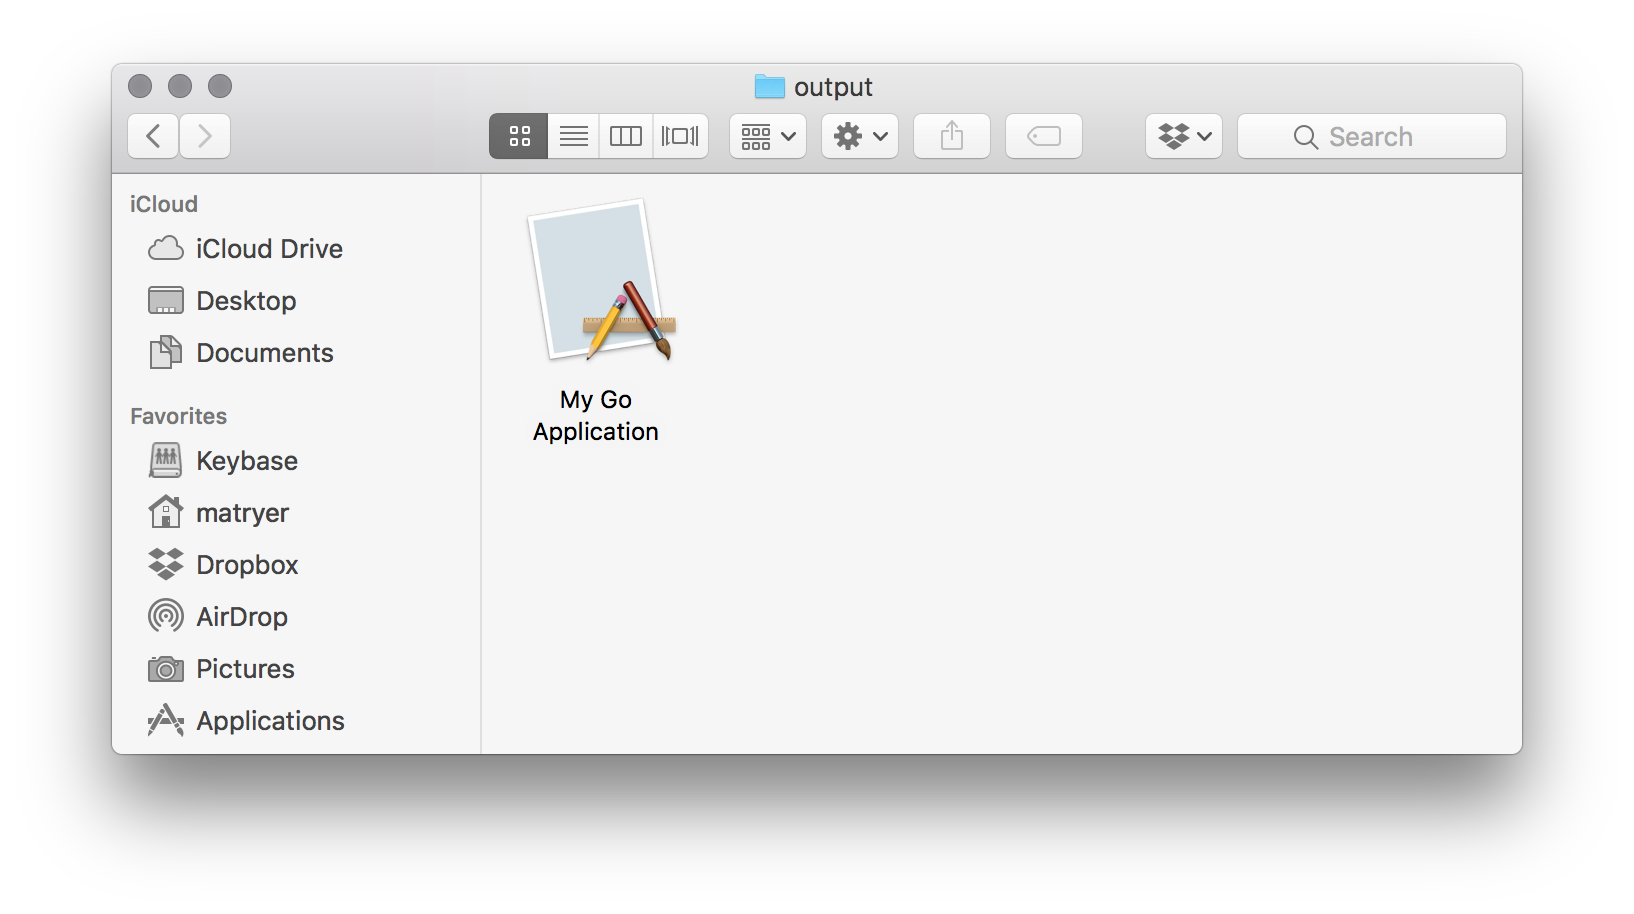 output
Search
iCloud
iCloud Drive
Desktop
Documents
Favorites
Keybase
matryer
Dropbox
AirDrop
Pictures
Applications
My Go
Application